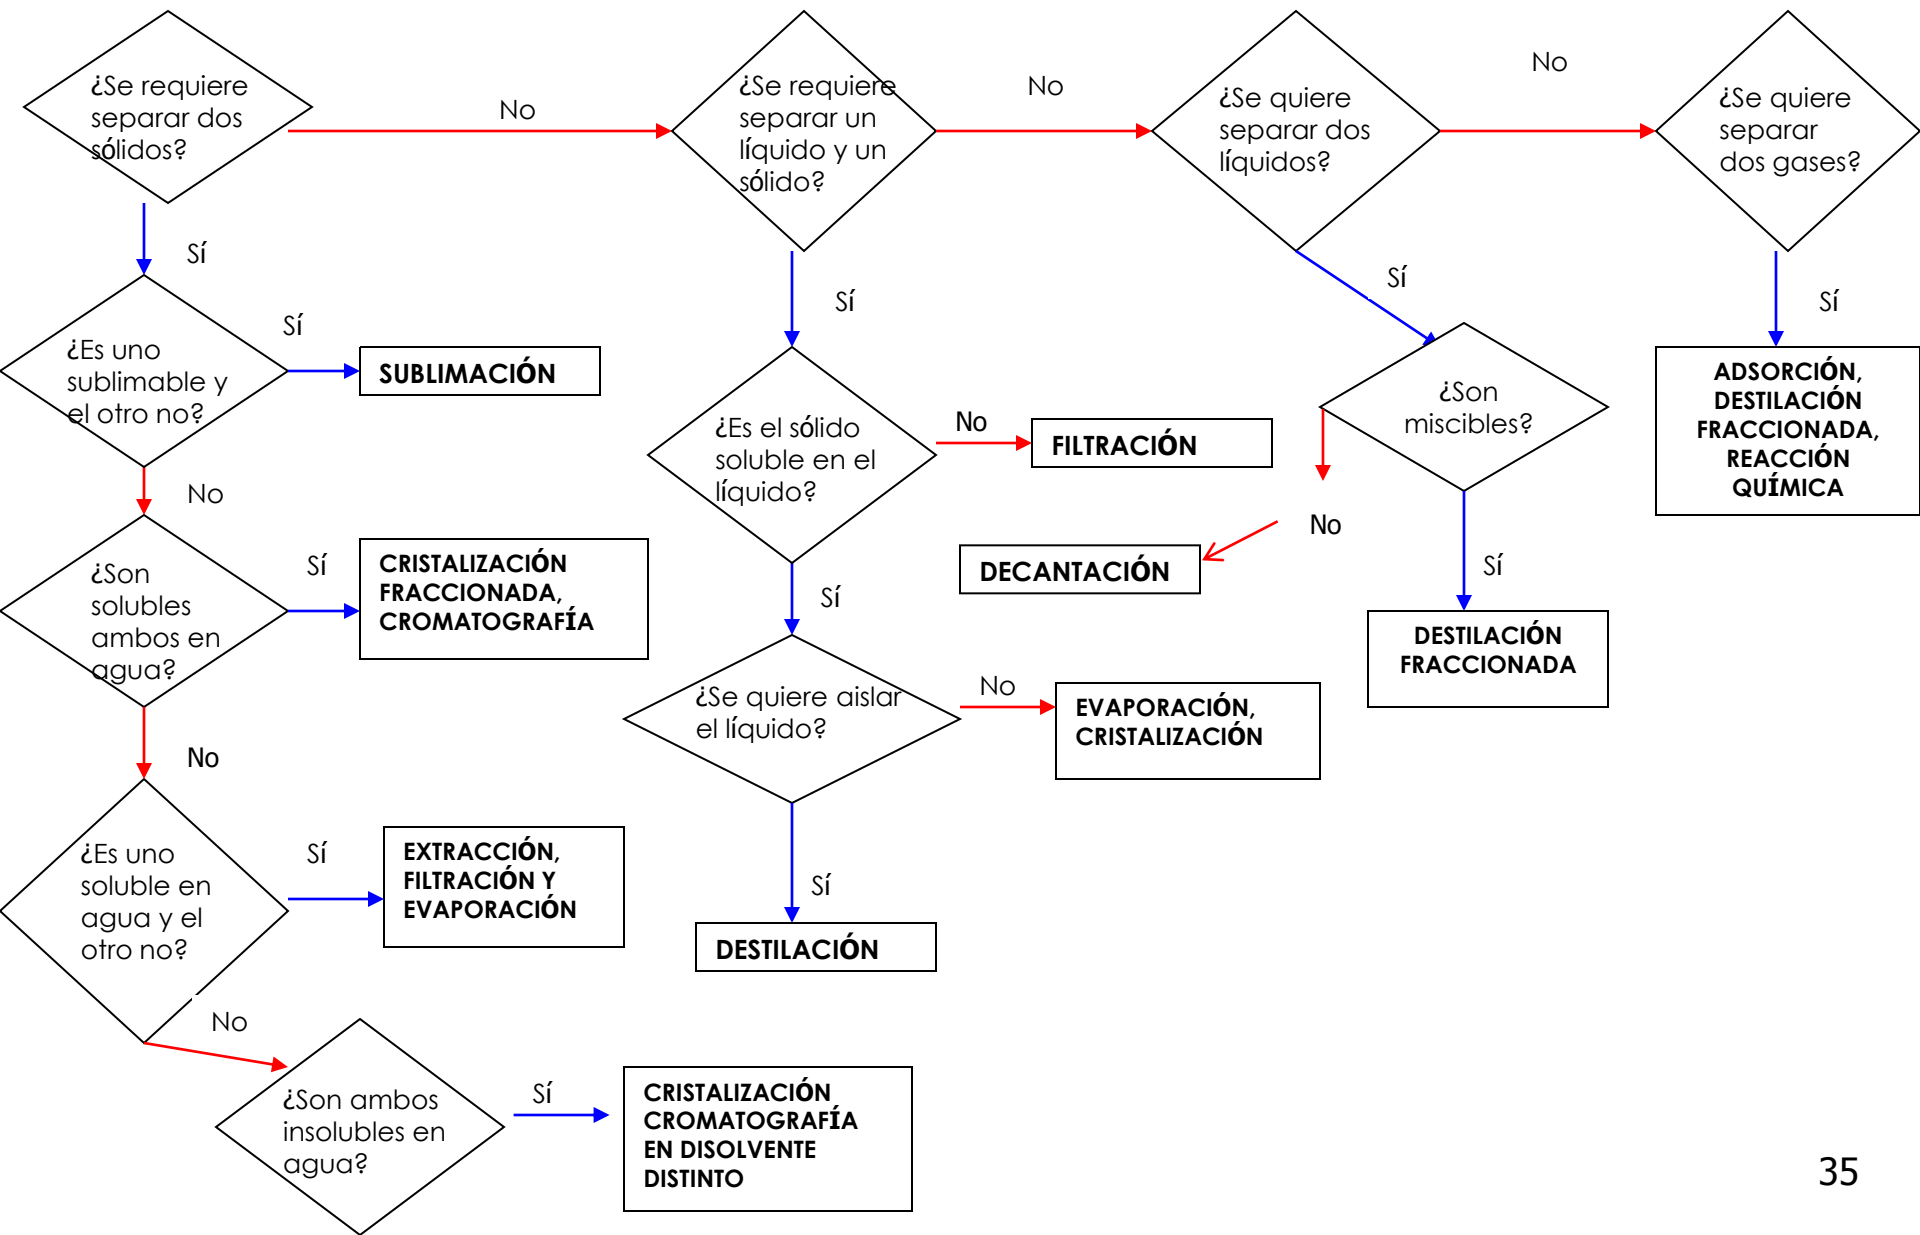 ¿Se requiere
separar dos
sólidos?
No
¿Se requiere
separar un
líquido y un
sólido?
No
¿Se quiere
separar dos
líquidos?
No
¿Se quiere
separar
dos gases?
Sí
Sí
Sí
Sí
¿Es uno
sublimable y
el otro no?
Sí
SUBLIMACIÓN
¿Es el sólido
soluble en el
líquido?
No
FILTRACIÓN
¿Son
miscibles?
ADSORCIÓN,
DESTILACIÓN
FRACCIONADA,
REACCIÓN
QUÍMICA
No
No
DECANTACIÓN
Sí
¿Son
solubles
ambos en
agua?
Sí
CRISTALIZACIÓN
FRACCIONADA,
CROMATOGRAFÍA
Sí
DESTILACIÓN
FRACCIONADA
¿Se quiere aislar
el líquido?
No
EVAPORACIÓN,
CRISTALIZACIÓN
No
¿Es uno
soluble en
agua y el
otro no?
Sí
EXTRACCIÓN,
FILTRACIÓN Y
EVAPORACIÓN
Sí
DESTILACIÓN
No
¿Son ambos
insolubles en
agua?
Sí
CRISTALIZACIÓN
CROMATOGRAFÍA
EN DISOLVENTE
DISTINTO
35